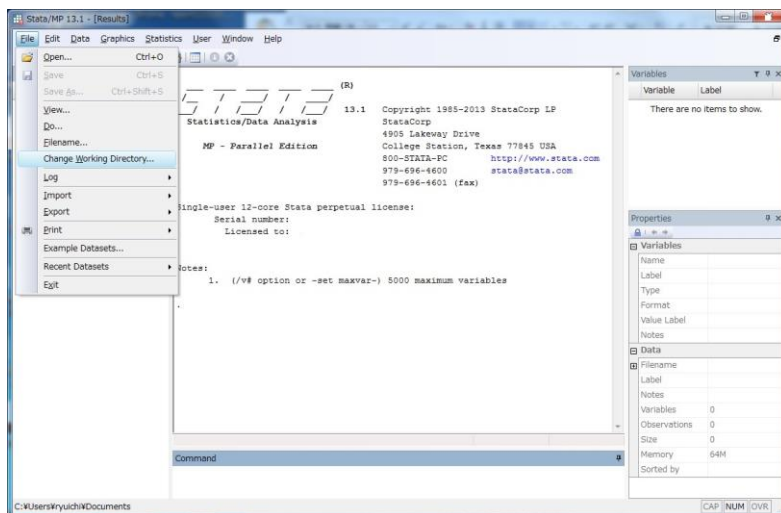 Stata/MP 13.1 - [Results]
File Edit Data Graphics Statistics User Window Help
Open... Ctrl+O
Save Ctrl+S
Save As... Ctrl+Shift+S
View...
Do...
Filename...
Change Working Directory...
Log
Import
Export
Print
Example Datasets...
Recent Datasets
Exit
(R)
13.1 Copyright 1985-2013 StataCorp LP
Statistics/Data Analysis StataCorp
4905 Lakeway Drive
MP - Parallel Edition College Station, Texas 77845 USA
800-STATA-PC http://www.stata.com
979-696-4600 stata@stata.com
979-696-4601 (fax)
Single-user 12-core Stata perpetual license:
Serial number:
Licensed to:
Notes:
1. (/v# option or -set maxvar-) 5000 maximum variables
.
Command
Variables
Variable Label
There are no items to show.
Properties
Variables
Name
Label
Type
Format
Value Label
Notes
Data
Filename
Label
Notes
Variables 0
Observations 0
Size 0
Memory 64M
Sorted by
C:¥Users¥ryuichi¥Documents
CAP NUM OVR